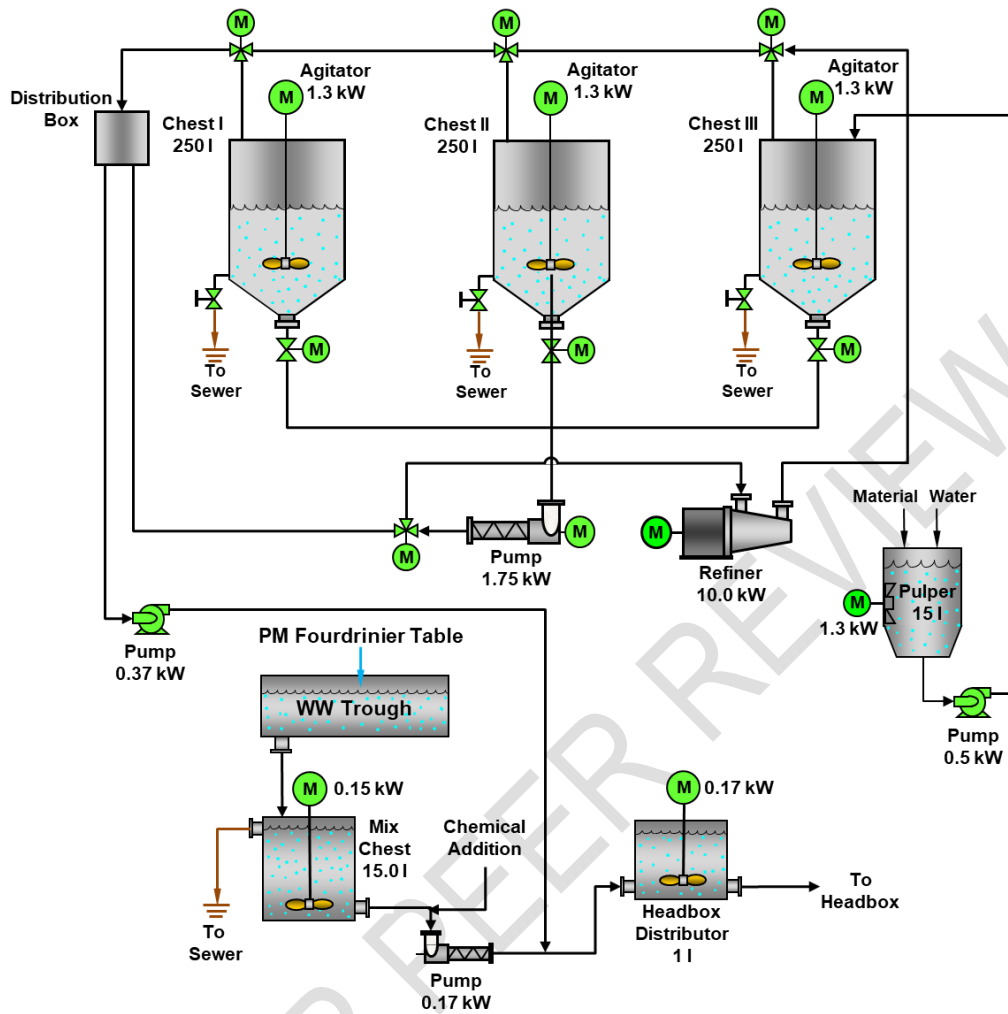 M
M
M
Agitator
1.3 kW
M
Agitator
1.3 kW
M
Agitator
1.3 kW
M
Distribution
Box
Chest I
250 l
Chest II
250 l
Chest III
250 l
M
M
M
To
Sewer
To
Sewer
To
Sewer
M
Pump
1.75 kW
M
M
Refiner
10.0 kW
Material
Water
Pulper
15 l
M
1.3 kW
Pump
0.37 kW
PM Fourdrinier Table
WW Trough
Pump
0.5 kW
M
0.15 kW
M
0.17 kW
Mix
Chest
15.0 l
Chemical
Addition
To
Sewer
Pump
0.17 kW
Headbox
Distributor
1 l
To
Headbox
PEER REVIEW